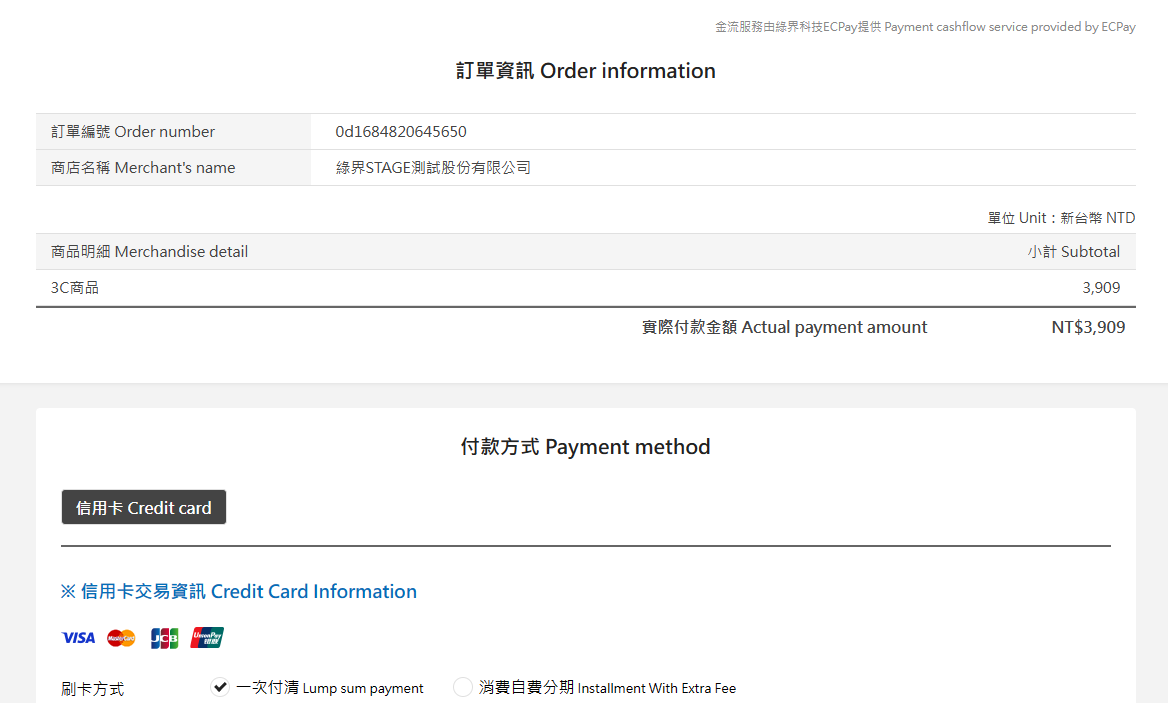 金流服務由綠界科技ECPay提供 Payment cashflow service provided by ECPay
訂單資訊 Order information
訂單編號 Order number 0d1684820645650
商店名稱 Merchant's name 綠界STAGE測試股份有限公司
單位 Unit：新台幣 NTD
商品明細 Merchandise detail 小計 Subtotal
3C商品 3,909
實際付款金額 Actual payment amount NT$3,909
付款方式 Payment method
信用卡 Credit card
※ 信用卡交易資訊 Credit Card Information
VISA MasterCard JCB UnionPay 银联
刷卡方式 一次付清 Lump sum payment 消費自費分期 Installment With Extra Fee